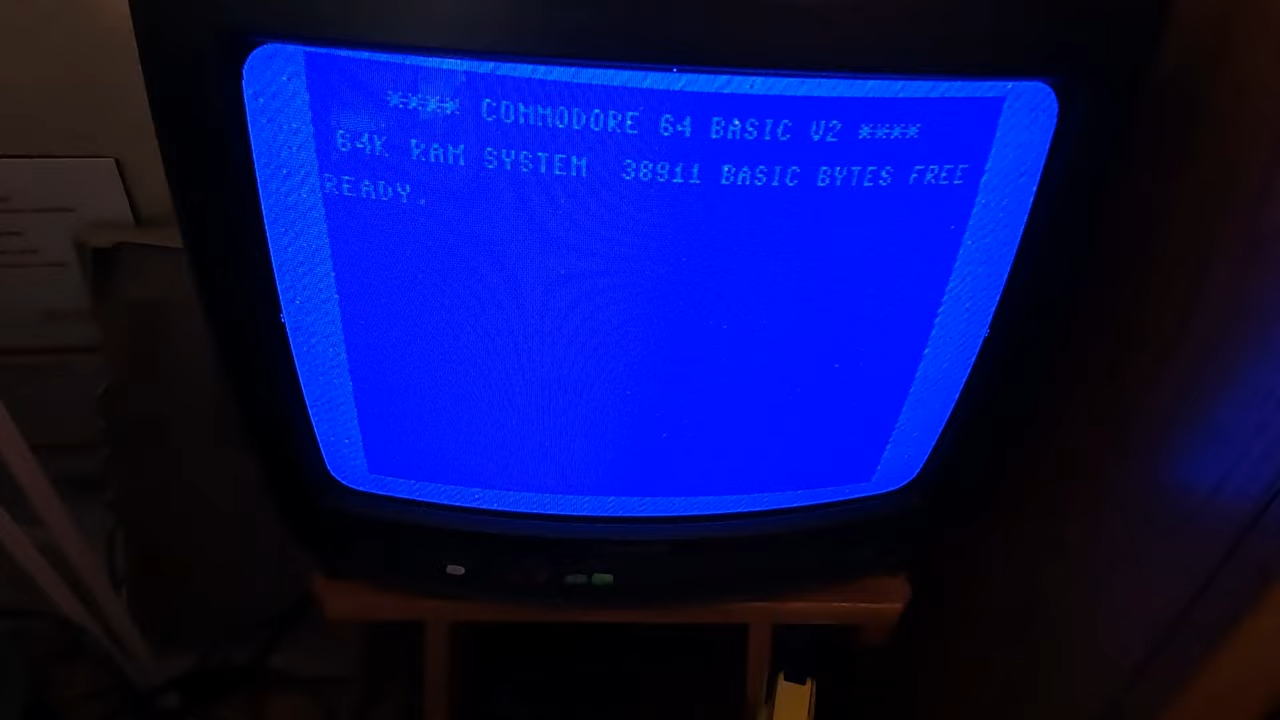 **** COMMODORE 64 BASIC V2 ****
64K RAM SYSTEM  38911 BASIC BYTES FREE
READY.